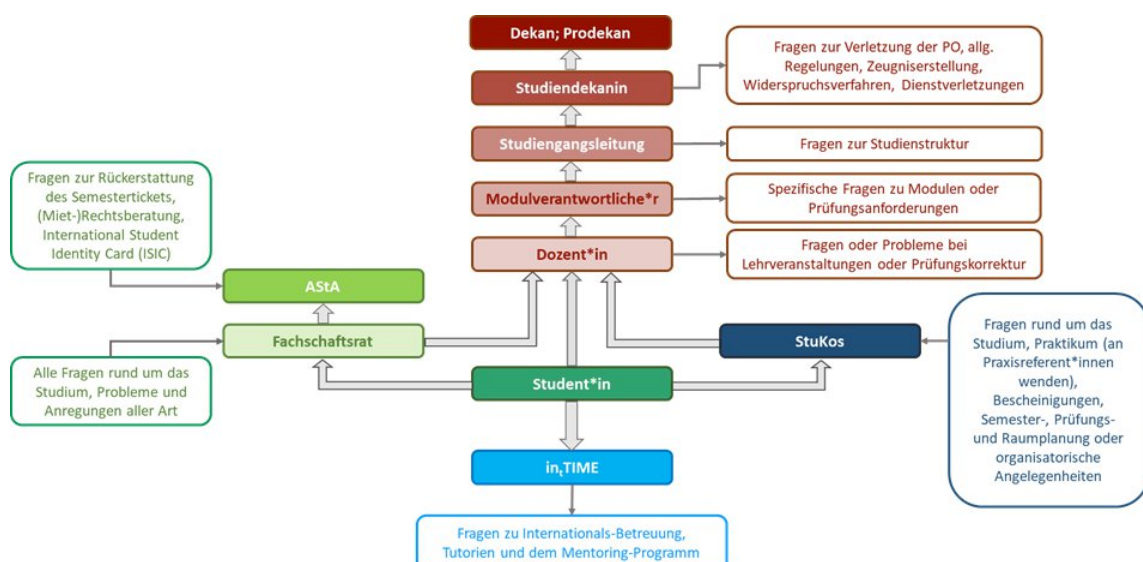 Dekan; Prodekan
Fragen zur Verletzung der PO, allg.
Regelungen, Zeugniserstellung,
Widerspruchsverfahren, Dienstverletzungen
Studiendekanin
Studiengangsleitung
Fragen zur Studienstruktur
Fragen zur Rückerstattung
des Semestertickets,
(Miet-)Rechtsberatung,
International Student
Identity Card (ISIC)
Modulverantwortliche*r
Spezifische Fragen zu Modulen oder
Prüfungsanforderungen
Dozent*in
Fragen oder Probleme bei
Lehrveranstaltungen oder Prüfungskorrektur
AStA
Fachschaftsrat
StuKos
Fragen rund um das
Studium, Praktikum (an
Praxisreferent*innen
wenden),
Bescheinigungen,
Semester-, Prüfungs-
und Raumplanung oder
organisatorische
Angelegenheiten
Alle Fragen rund um das
Studium, Probleme und
Anregungen aller Art
Student*in
intTIME
Fragen zu Internationals-Betreuung,
Tutorien und dem Mentoring-Programm